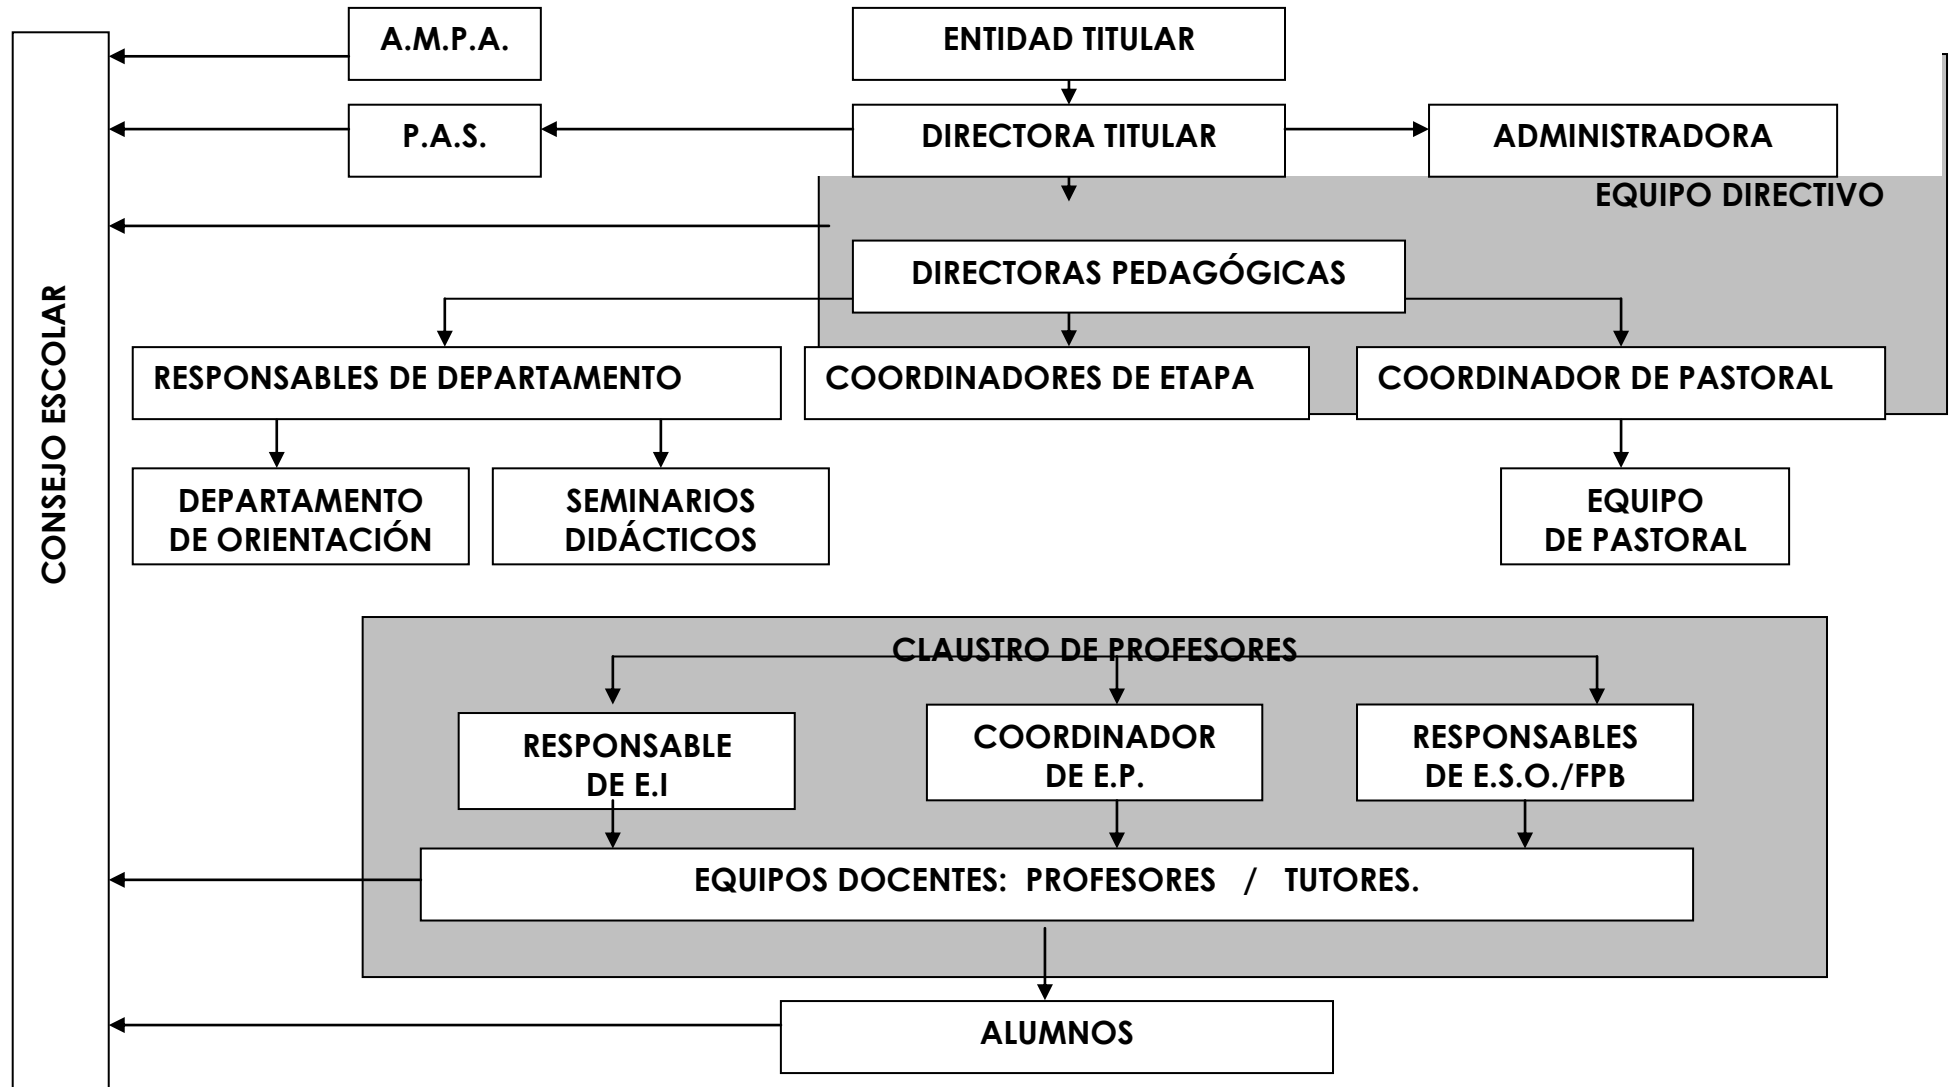 A.M.P.A.
ENTIDAD TITULAR
P.A.S.
DIRECTORA TITULAR
ADMINISTRADORA
EQUIPO DIRECTIVO
DIRECTORAS PEDAGÓGICAS
CONSEJO ESCOLAR
RESPONSABLES DE DEPARTAMENTO
COORDINADORES DE ETAPA
COORDINADOR DE PASTORAL
DEPARTAMENTO
DE ORIENTACIÓN
SEMINARIOS
DIDÁCTICOS
EQUIPO
DE PASTORAL
CLAUSTRO DE PROFESORES
RESPONSABLE
DE E.I
COORDINADOR
DE E.P.
RESPONSABLES
DE E.S.O./FPB
EQUIPOS DOCENTES: PROFESORES / TUTORES.
ALUMNOS